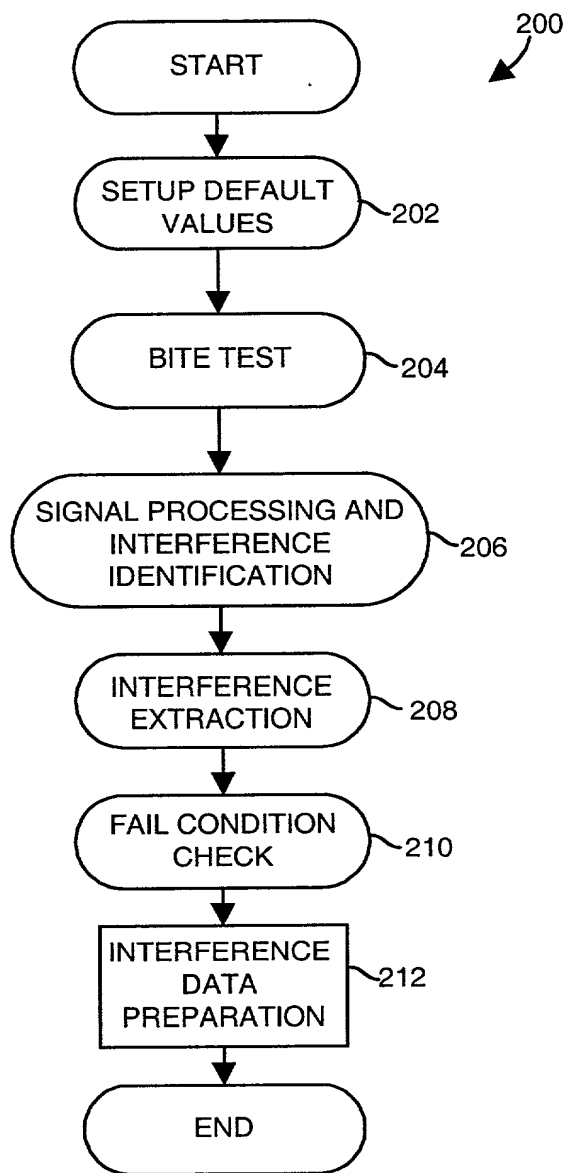 200
START
SETUP DEFAULT
VALUES
202
BITE TEST
204
SIGNAL PROCESSING AND
INTERFERENCE
IDENTIFICATION
206
INTERFERENCE
EXTRACTION
208
FAIL CONDITION
CHECK
210
INTERFERENCE
DATA
PREPARATION
212
END